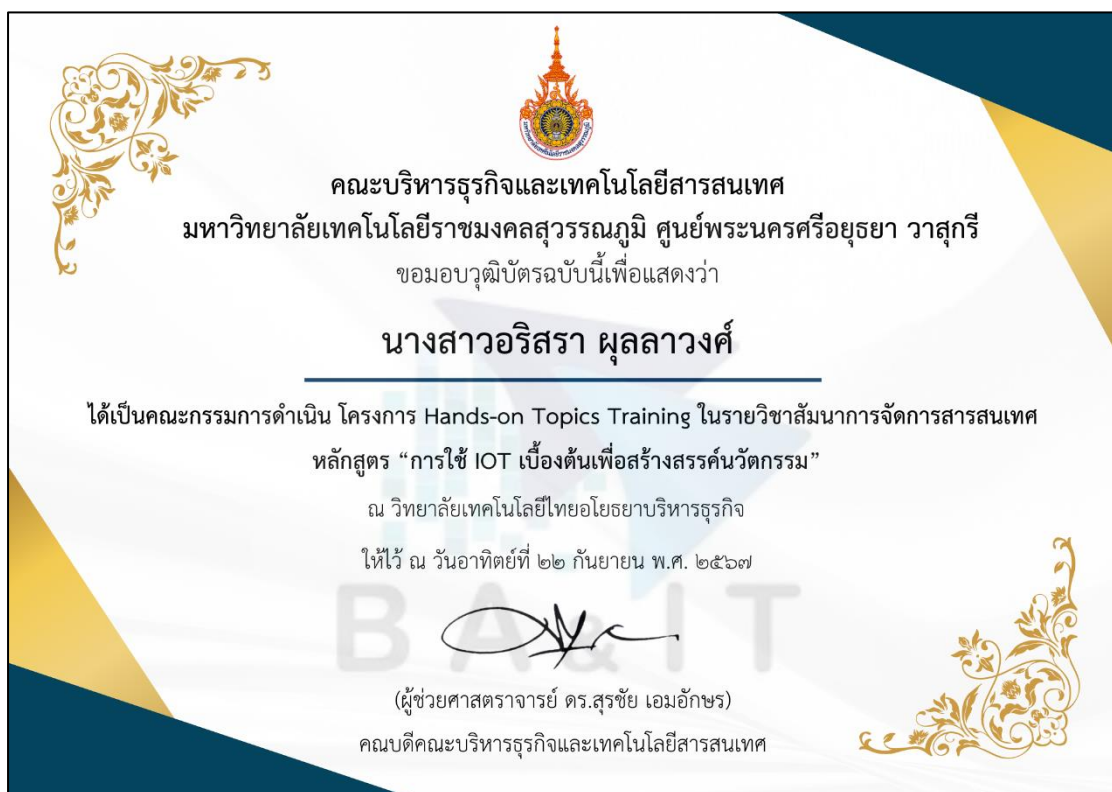 คณะบริหารธุรกิจและเทคโนโลยีสารสนเทศ
มหาวิทยาลัยเทคโนโลยีราชมงคลสุวรรณภูมิ ศูนย์พระนครศรีอยุธยา วาสุกรี
ขอมอบวุฒิบัตรฉบับนี้เพื่อแสดงว่า
นางสาวอริสรา ผุลลาวงศ์
ได้เป็นคณะกรรมการดำเนิน โครงการ Hands-on Topics Training ในรายวิชาสัมนาการจัดการสารสนเทศ
หลักสูตร “การใช้ IOT เบื้องต้นเพื่อสร้างสรรค์นวัตกรรม”
ณ วิทยาลัยเทคโนโลยีไทยอโยธยาบริหารธุรกิจ
ให้ไว้ ณ วันอาทิตย์ที่ ๒๒ กันยายน พ.ศ. ๒๕๖๗
BA&IT
(ผู้ช่วยศาสตราจารย์ ดร.สุรชัย เอมอักษร)
คณบดีคณะบริหารธุรกิจและเทคโนโลยีสารสนเทศ